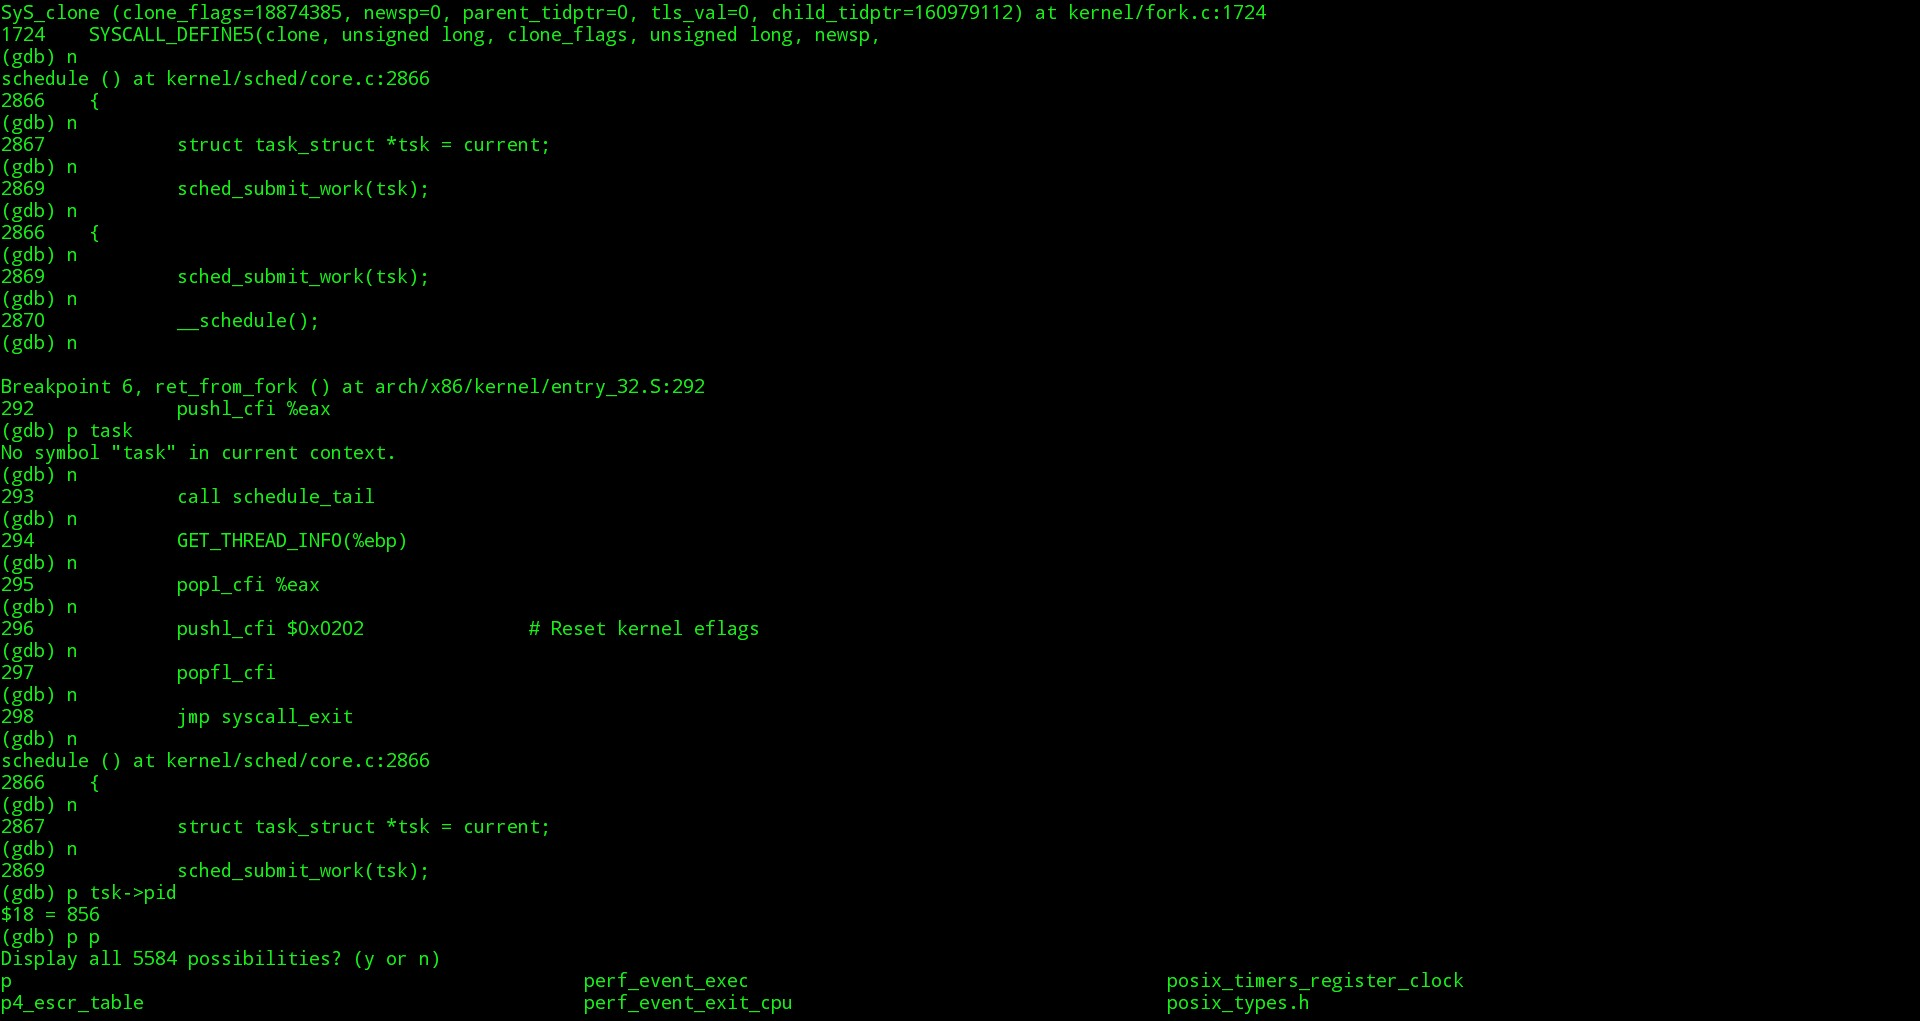 SyS_clone (clone_flags=18874385, newsp=0, parent_tidptr=0, tls_val=0, child_tidptr=160979112) at kernel/fork.c:1724
1724    SYSCALL_DEFINE5(clone, unsigned long, clone_flags, unsigned long, newsp,
(gdb) n
schedule () at kernel/sched/core.c:2866
2866    {
(gdb) n
2867            struct task_struct *tsk = current;
(gdb) n
2869            sched_submit_work(tsk);
(gdb) n
2866    {
(gdb) n
2869            sched_submit_work(tsk);
(gdb) n
2870            __schedule();
(gdb) n

Breakpoint 6, ret_from_fork () at arch/x86/kernel/entry_32.S:292
292             pushl_cfi %eax
(gdb) p task
No symbol "task" in current context.
(gdb) n
293             call schedule_tail
(gdb) n
294             GET_THREAD_INFO(%ebp)
(gdb) n
295             popl_cfi %eax
(gdb) n
296             pushl_cfi $0x0202               # Reset kernel eflags
(gdb) n
297             popfl_cfi
(gdb) n
298             jmp syscall_exit
(gdb) n
schedule () at kernel/sched/core.c:2866
2866    {
(gdb) n
2867            struct task_struct *tsk = current;
(gdb) n
2869            sched_submit_work(tsk);
(gdb) p tsk->pid
$18 = 856
(gdb) p p
Display all 5584 possibilities? (y or n)
p                                                    perf_event_exec                                      posix_timers_register_clock
p4_escr_table                                        perf_event_exit_cpu                                  posix_types.h